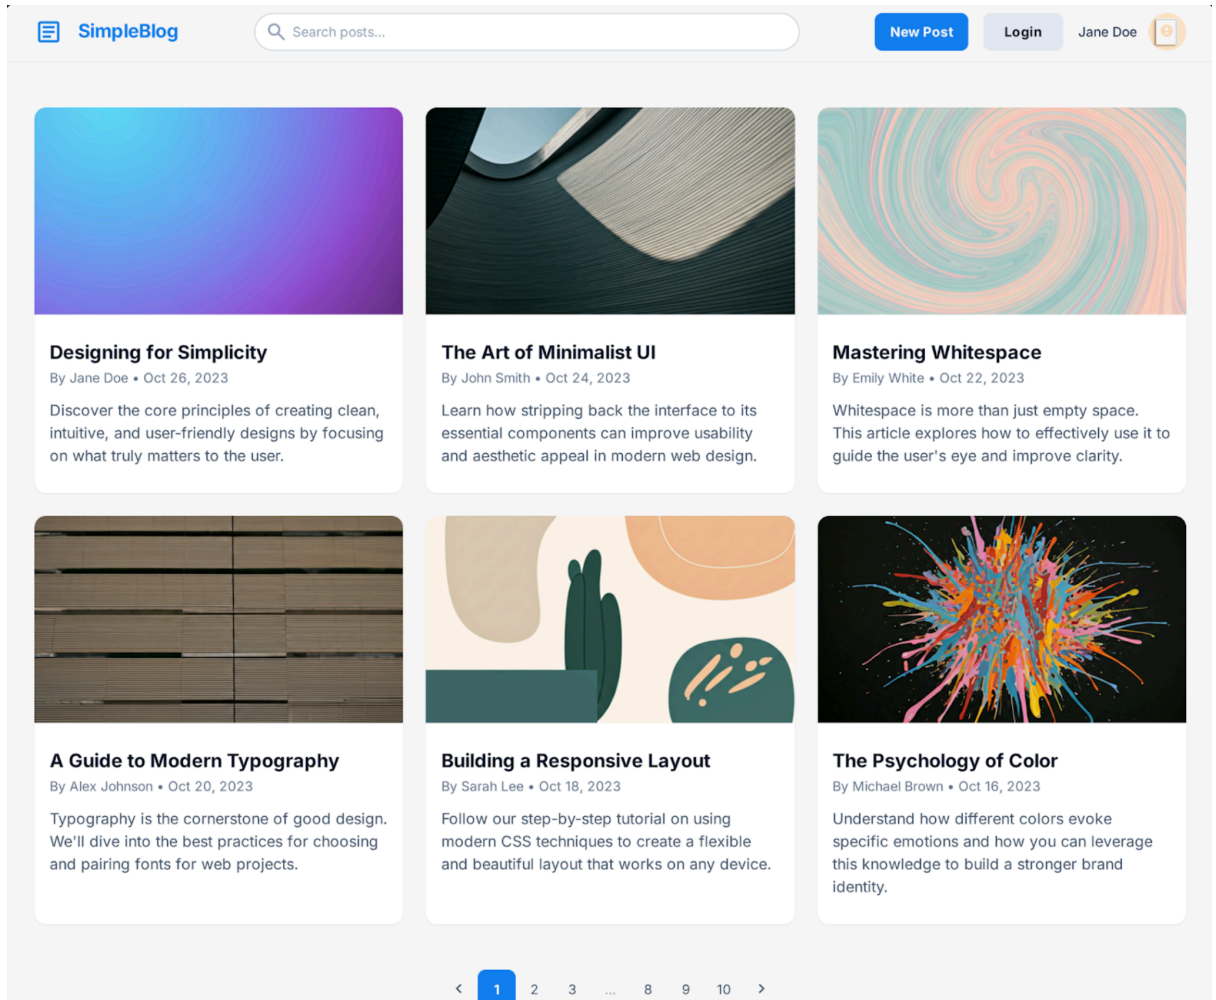 SimpleBlog
Search posts...
New Post
Login
Jane Doe
Designing for Simplicity
By Jane Doe • Oct 26, 2023
Discover the core principles of creating clean,
intuitive, and user-friendly designs by focusing
on what truly matters to the user.
The Art of Minimalist UI
By John Smith • Oct 24, 2023
Learn how stripping back the interface to its
essential components can improve usability
and aesthetic appeal in modern web design.
Mastering Whitespace
By Emily White • Oct 22, 2023
Whitespace is more than just empty space.
This article explores how to effectively use it to
guide the user's eye and improve clarity.
A Guide to Modern Typography
By Alex Johnson • Oct 20, 2023
Typography is the cornerstone of good design.
We'll dive into the best practices for choosing
and pairing fonts for web projects.
Building a Responsive Layout
By Sarah Lee • Oct 18, 2023
Follow our step-by-step tutorial on using
modern CSS techniques to create a flexible
and beautiful layout that works on any device.
The Psychology of Color
By Michael Brown • Oct 16, 2023
Understand how different colors evoke
specific emotions and how you can leverage
this knowledge to build a stronger brand
identity.
1 2 3 ... 8 9 10